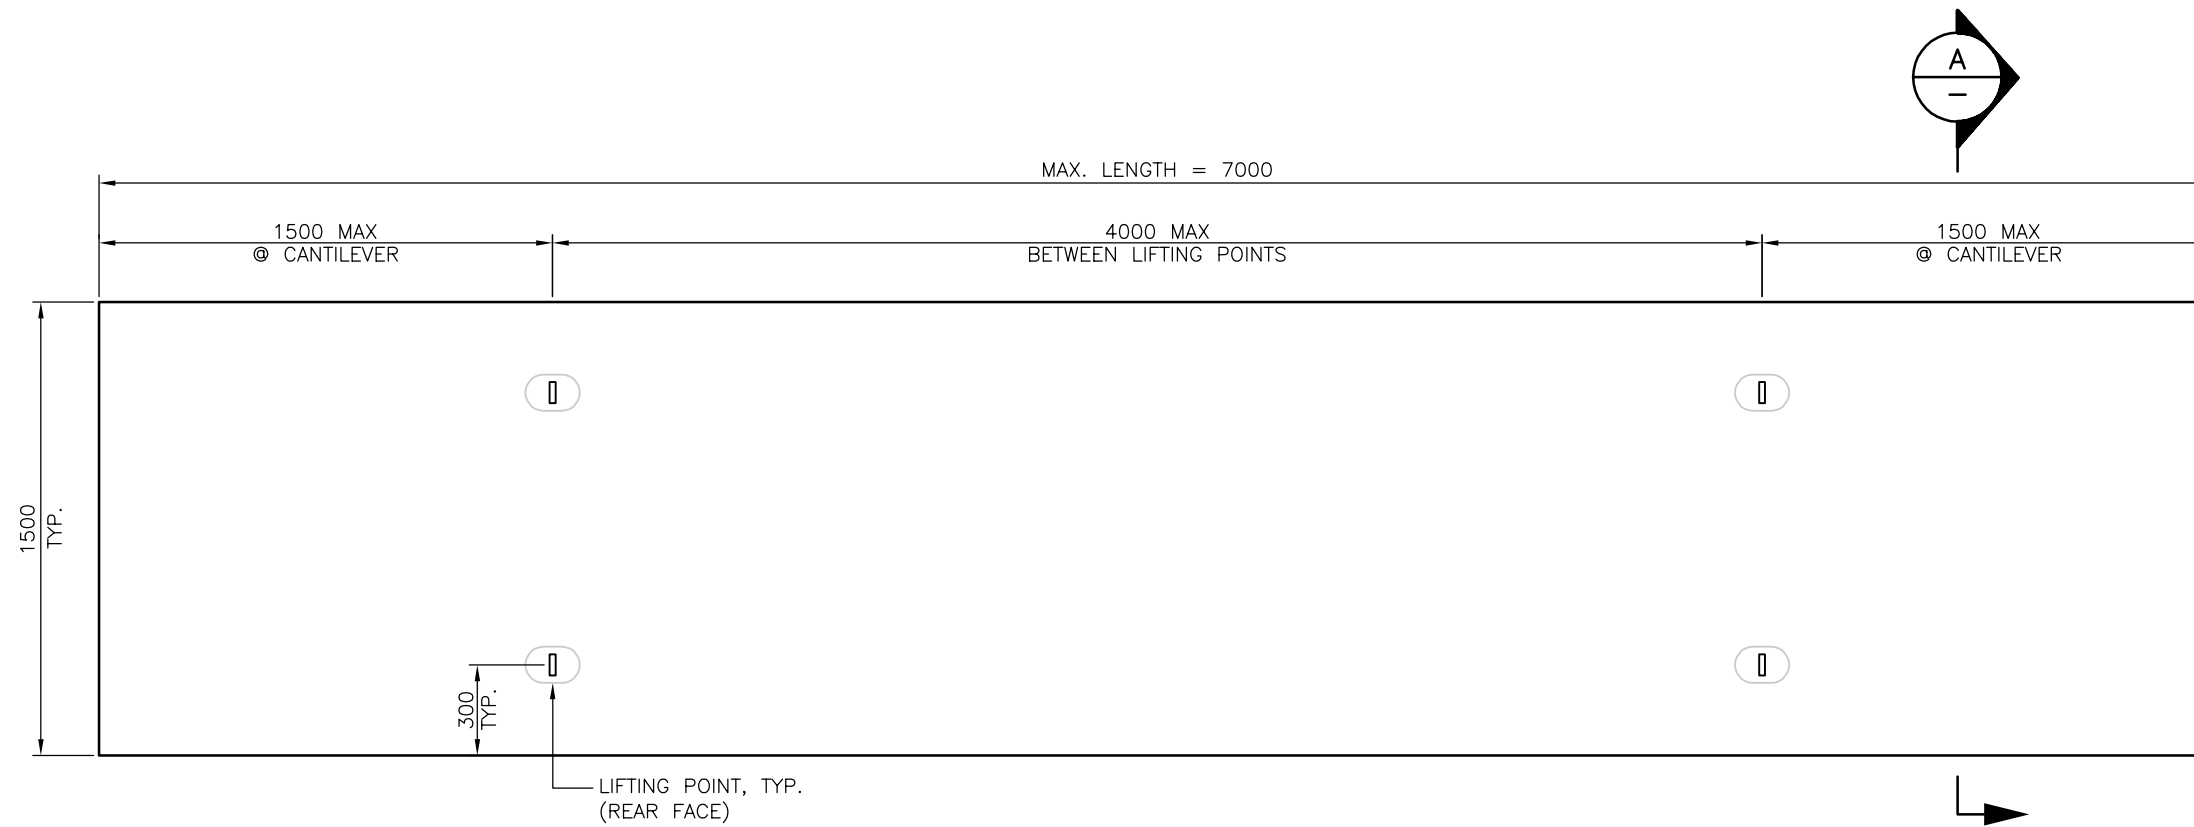 A
–
MAX. LENGTH = 7000
1500 MAX
@ CANTILEVER
4000 MAX
BETWEEN LIFTING POINTS
1500 MAX
@ CANTILEVER
1500
TYP.
300
TYP.
LIFTING POINT, TYP.
(REAR FACE)